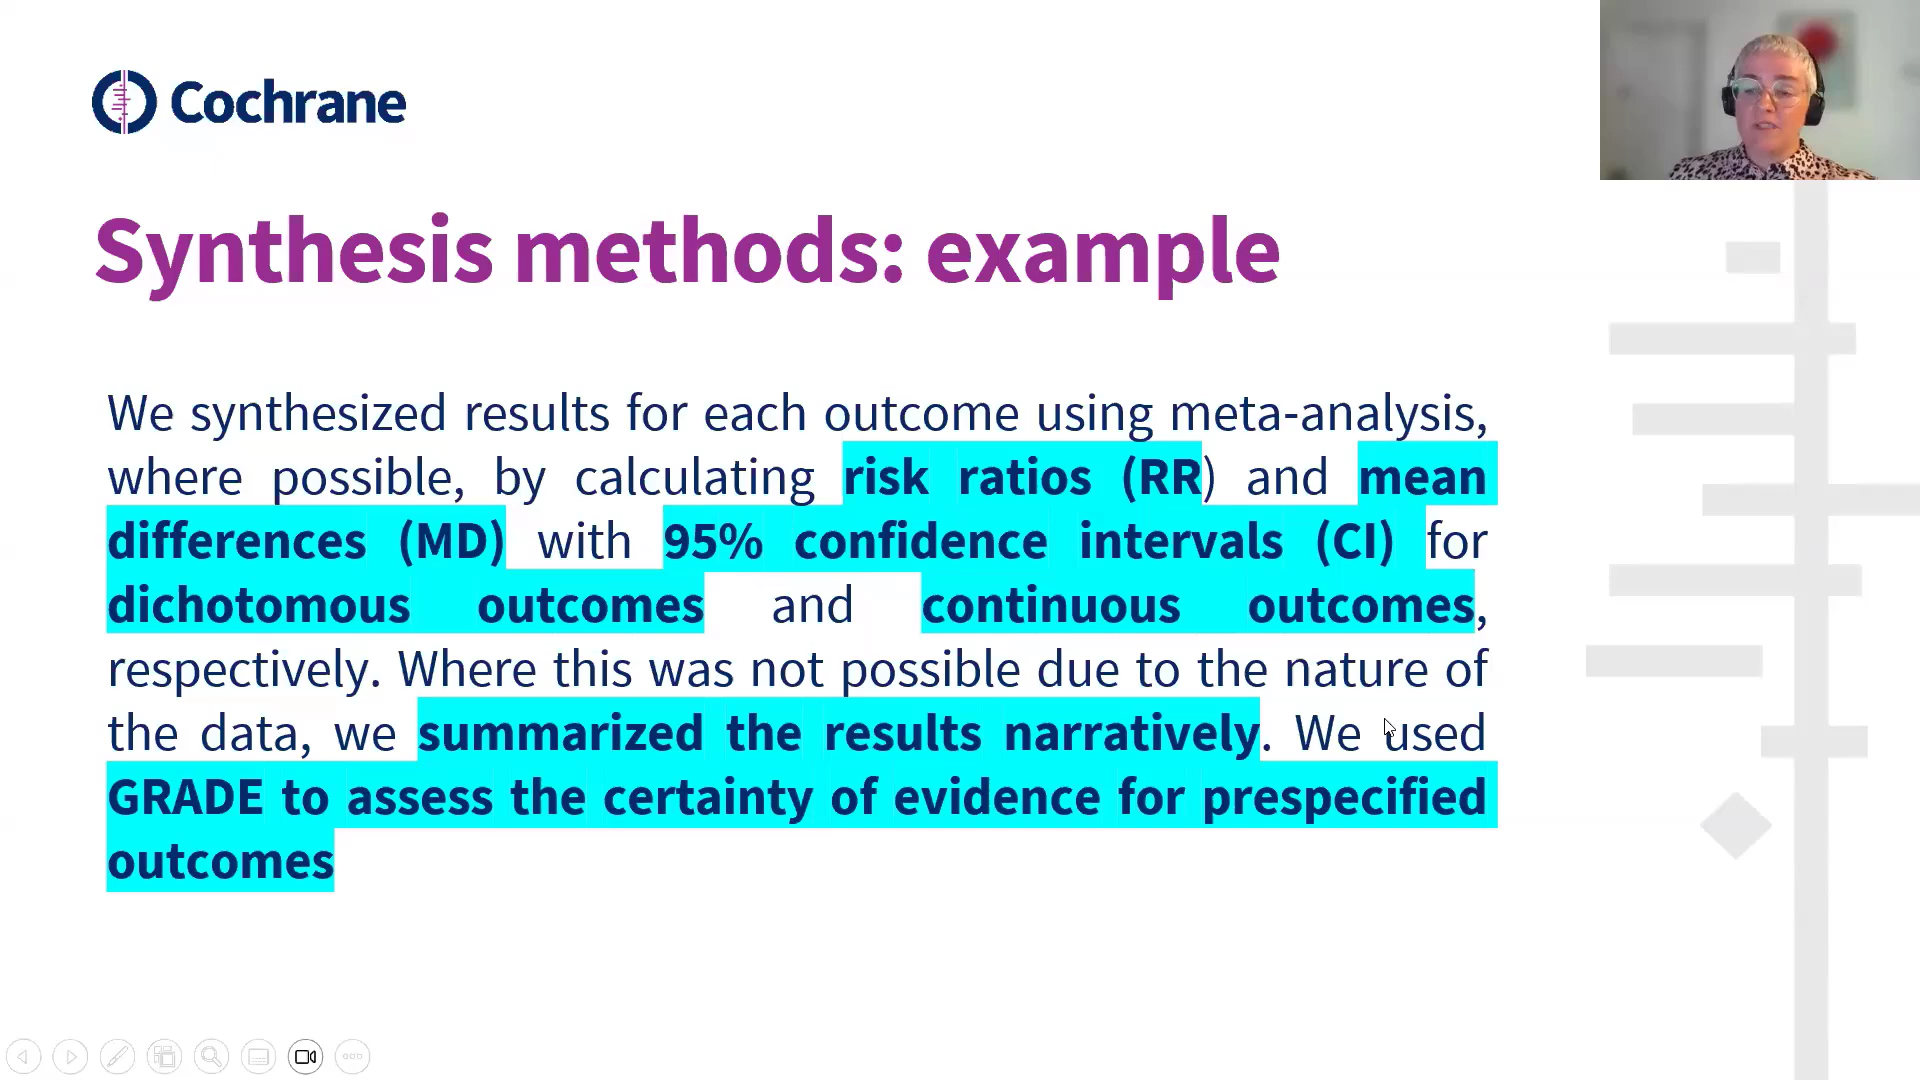 Cochrane
Synthesis methods: example
We synthesized results for each outcome using meta-analysis,
where possible, by calculating risk ratios (RR) and mean
differences (MD) with 95% confidence intervals (CI) for
dichotomous outcomes and continuous outcomes,
respectively. Where this was not possible due to the nature of
the data, we summarized the results narratively. We used
GRADE to assess the certainty of evidence for prespecified
outcomes